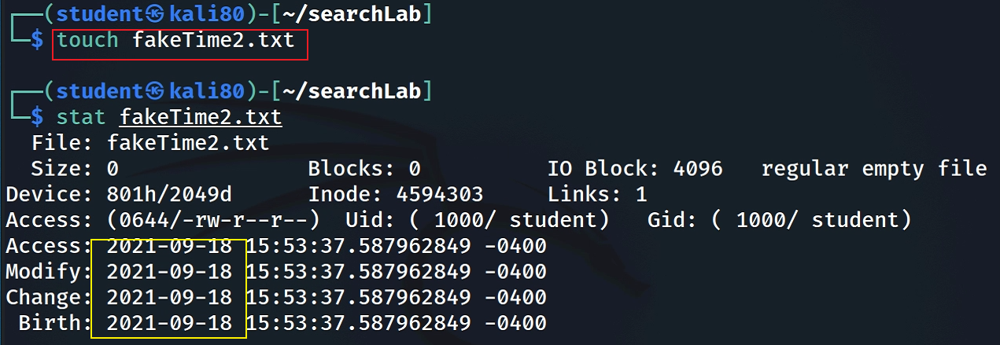 ┌──(student㉿kali80)-[~/searchLab]
└─$ touch fakeTime2.txt
┌──(student㉿kali80)-[~/searchLab]
└─$ stat fakeTime2.txt
  File: fakeTime2.txt
  Size: 0               Blocks: 0          IO Block: 4096   regular empty file
Device: 801h/2049d      Inode: 4594303     Links: 1
Access: (0644/-rw-r--r--)  Uid: ( 1000/ student)   Gid: ( 1000/ student)
Access: 2021-09-18 15:53:37.587962849 -0400
Modify: 2021-09-18 15:53:37.587962849 -0400
Change: 2021-09-18 15:53:37.587962849 -0400
 Birth: 2021-09-18 15:53:37.587962849 -0400